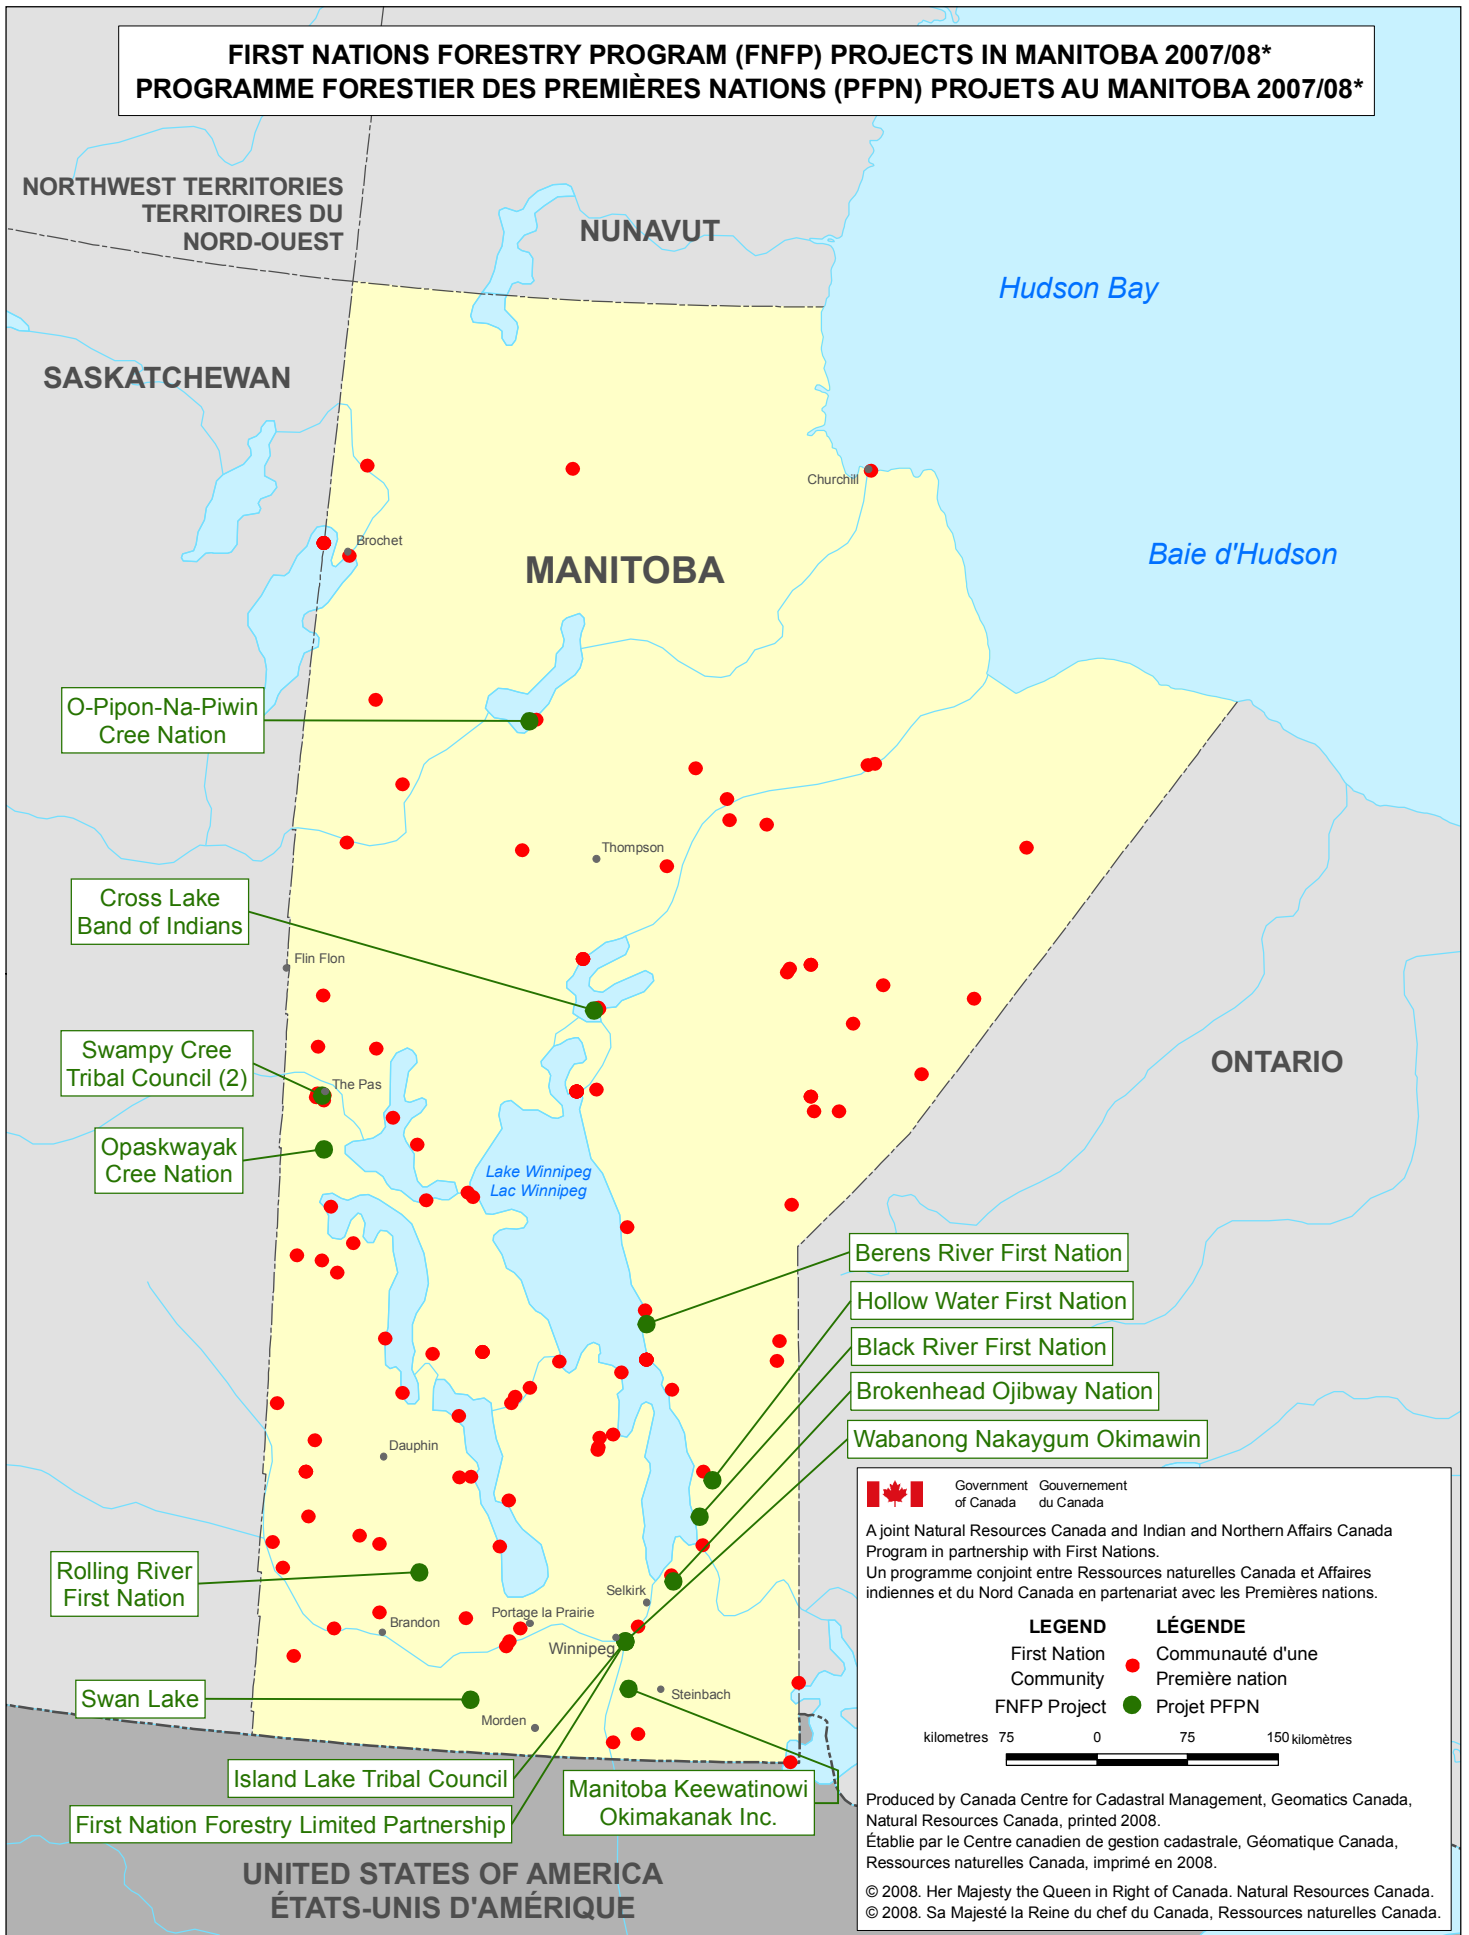 FIRST NATIONS FORESTRY PROGRAM (FNFP) PROJECTS IN MANITOBA 2007/08*
PROGRAMME FORESTIER DES PREMIÈRES NATIONS (PFPN) PROJETS AU MANITOBA 2007/08*
NORTHWEST TERRITORIES
TERRITOIRES DU
NORD-OUEST
NUNAVUT
Hudson Bay
SASKATCHEWAN
Churchill
Brochet
MANITOBA
Baie d'Hudson
O-Pipon-Na-Piwin
Cree Nation
Thompson
Cross Lake
Band of Indians
Flin Flon
Swampy Cree
Tribal Council (2)
The Pas
ONTARIO
Opaskwayak
Cree Nation
Lake Winnipeg
Lac Winnipeg
Berens River First Nation
Hollow Water First Nation
Black River First Nation
Brokenhead Ojibway Nation
Wabanong Nakaygum Okimawin
Dauphin
Rolling River
First Nation
Selkirk
Brandon
Portage la Prairie
Winnipeg
Swan Lake
Steinbach
Morden
Island Lake Tribal Council
First Nation Forestry Limited Partnership
Manitoba Keewatinowi
Okimakanak Inc.
UNITED STATES OF AMERICA
ÉTATS-UNIS D'AMÉRIQUE
Government Gouvernement
of Canada du Canada
A joint Natural Resources Canada and Indian and Northern Affairs Canada
Program in partnership with First Nations.
Un programme conjoint entre Ressources naturelles Canada et Affaires
indiennes et du Nord Canada en partenariat avec les Premières nations.
LEGEND LÉGENDE
First Nation Communauté d'une
Community Première nation
FNFP Project Projet PFPN
kilometres 75 0 75 150 kilomètres
Produced by Canada Centre for Cadastral Management, Geomatics Canada,
Natural Resources Canada, printed 2008.
Établie par le Centre canadien de gestion cadastrale, Géomatique Canada,
Ressources naturelles Canada, imprimé en 2008.
© 2008. Her Majesty the Queen in Right of Canada. Natural Resources Canada.
© 2008. Sa Majesté la Reine du chef du Canada, Ressources naturelles Canada.